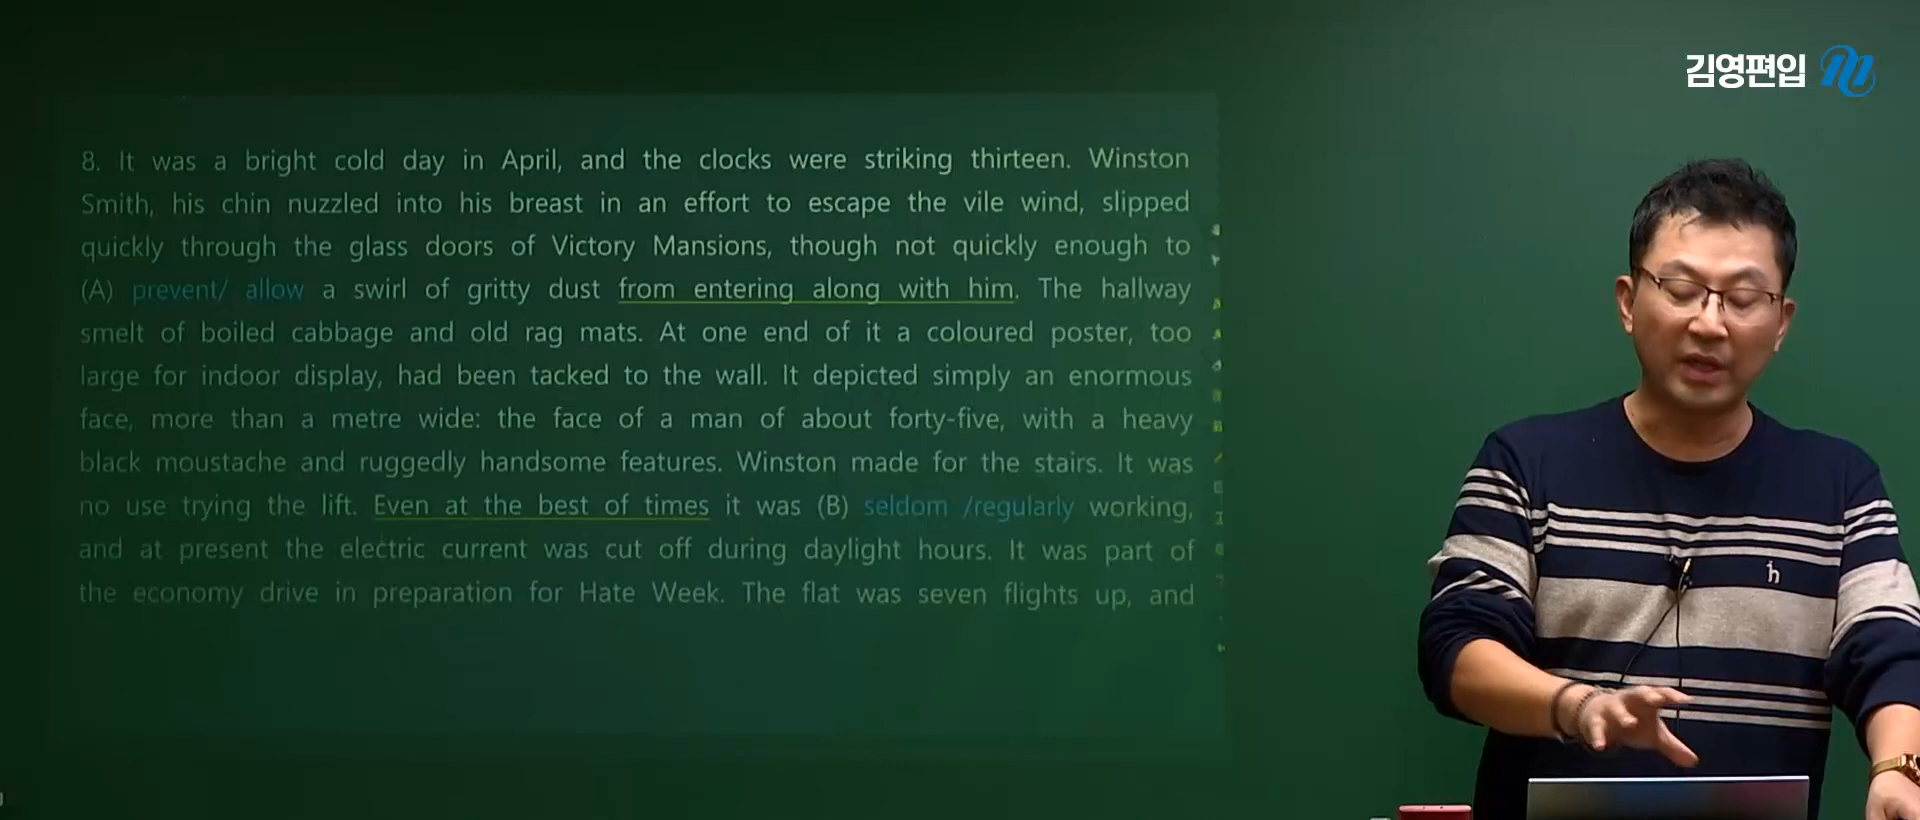 김영편입
8. It was a bright cold day in April, and the clocks were striking thirteen. Winston
Smith, his chin nuzzled into his breast in an effort to escape the vile wind, slipped
quickly through the glass doors of Victory Mansions, though not quickly enough to
(A) prevent/ allow a swirl of gritty dust from entering along with him. The hallway
smelt of boiled cabbage and old rag mats. At one end of it a coloured poster, too
large for indoor display, had been tacked to the wall. It depicted simply an enormous
face, more than a metre wide: the face of a man of about forty-five, with a heavy
black moustache and ruggedly handsome features. Winston made for the stairs. It was
no use trying the lift. Even at the best of times it was (B) seldom /regularly working,
and at present the electric current was cut off during daylight hours. It was part of
the economy drive in preparation for Hate Week. The flat was seven flights up, and